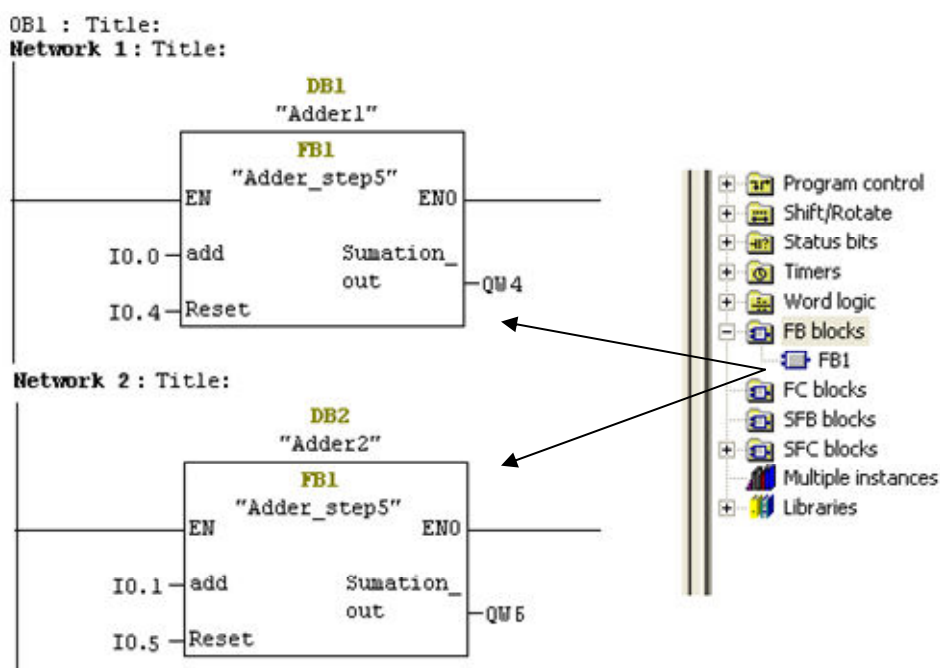 OB1 : Title:
Network 1: Title:
DB1
"Adder1"
FB1
"Adder_step5"
EN
ENO
I0.0
add
Sumation_
out
QW4
I0.4
Reset
Network 2: Title:
DB2
"Adder2"
FB1
"Adder_step5"
EN
ENO
I0.1
add
Sumation_
out
QW6
I0.5
Reset
Program control
Shift/Rotate
Status bits
Timers
Word logic
FB blocks
FB1
FC blocks
SFB blocks
SFC blocks
Multiple instances
Libraries